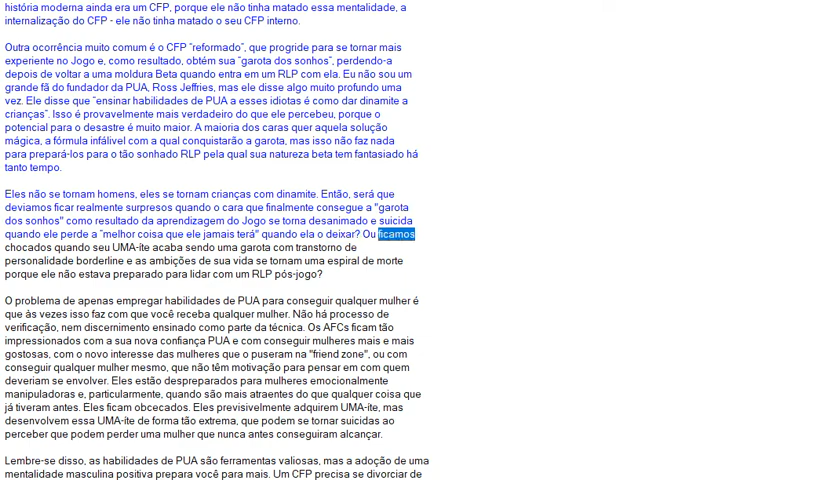 história moderna ainda era um CFP, porque ele não tinha matado essa mentalidade, a
internalização do CFP - ele não tinha matado o seu CFP interno.
Outra ocorrência muito comum é o CFP "reformado", que progride para se tornar mais
experiente no Jogo e, como resultado, obtém sua "garota dos sonhos", perdendo-a
depois de voltar a uma moldura Beta quando entra em um RLP com ela. Eu não sou um
grande fã do fundador da PUA, Ross Jeffries, mas ele disse algo muito profundo uma
vez. Ele disse que "ensinar habilidades de PUA a esses idiotas é como dar dinamite a
crianças". Isso é provavelmente mais verdadeiro do que ele percebeu, porque o
potencial para o desastre é muito maior. A maioria dos caras quer aquela solução
mágica, a fórmula infálivel com a qual conquistarão a garota, mas isso não faz nada
para prepará-los para o tão sonhado RLP pela qual sua natureza beta tem fantasiado há
tanto tempo.
Eles não se tornam homens, eles se tornam crianças com dinamite. Então, será que
deviamos ficar realmente surpresos quando o cara que finalmente consegue a "garota
dos sonhos" como resultado da aprendizagem do Jogo se torna desanimado e suicida
quando ele perde a "melhor coisa que ele jamais terá" quando ela o deixar? Ou ficamos
chocados quando seu UMA-íte acaba sendo uma garota com transtorno de
personalidade borderline e as ambições de sua vida se tornam uma espiral de morte
porque ele não estava preparado para lidar com um RLP pós-jogo?
O problema de apenas empregar habilidades de PUA para conseguir qualquer mulher é
que às vezes isso faz com que você receba qualquer mulher. Não há processo de
verificação, nem discernimento ensinado como parte da técnica. Os AFCs ficam tão
impressionados com a sua nova confiança PUA e com conseguir mulheres mais e mais
gostosas, com o novo interesse das mulheres que o puseram na "friend zone", ou com
conseguir qualquer mulher mesmo, que não têm motivação para pensar em com quem
deveriam se envolver. Eles estão despreparados para mulheres emocionalmente
manipuladoras e, particularmente, quando são mais atraentes do que qualquer coisa que
já tiveram antes. Eles ficam obcecados. Eles previsivelmente adquirem UMA-íte, mas
desenvolvem essa UMA-íte de forma tão extrema, que podem se tornar suicidas ao
perceber que podem perder uma mulher que nunca antes conseguiram alcançar.
Lembre-se disso, as habilidades de PUA são ferramentas valiosas, mas a adoção de uma
mentalidade masculina positiva prepara você para mais. Um CFP precisa se divorciar de